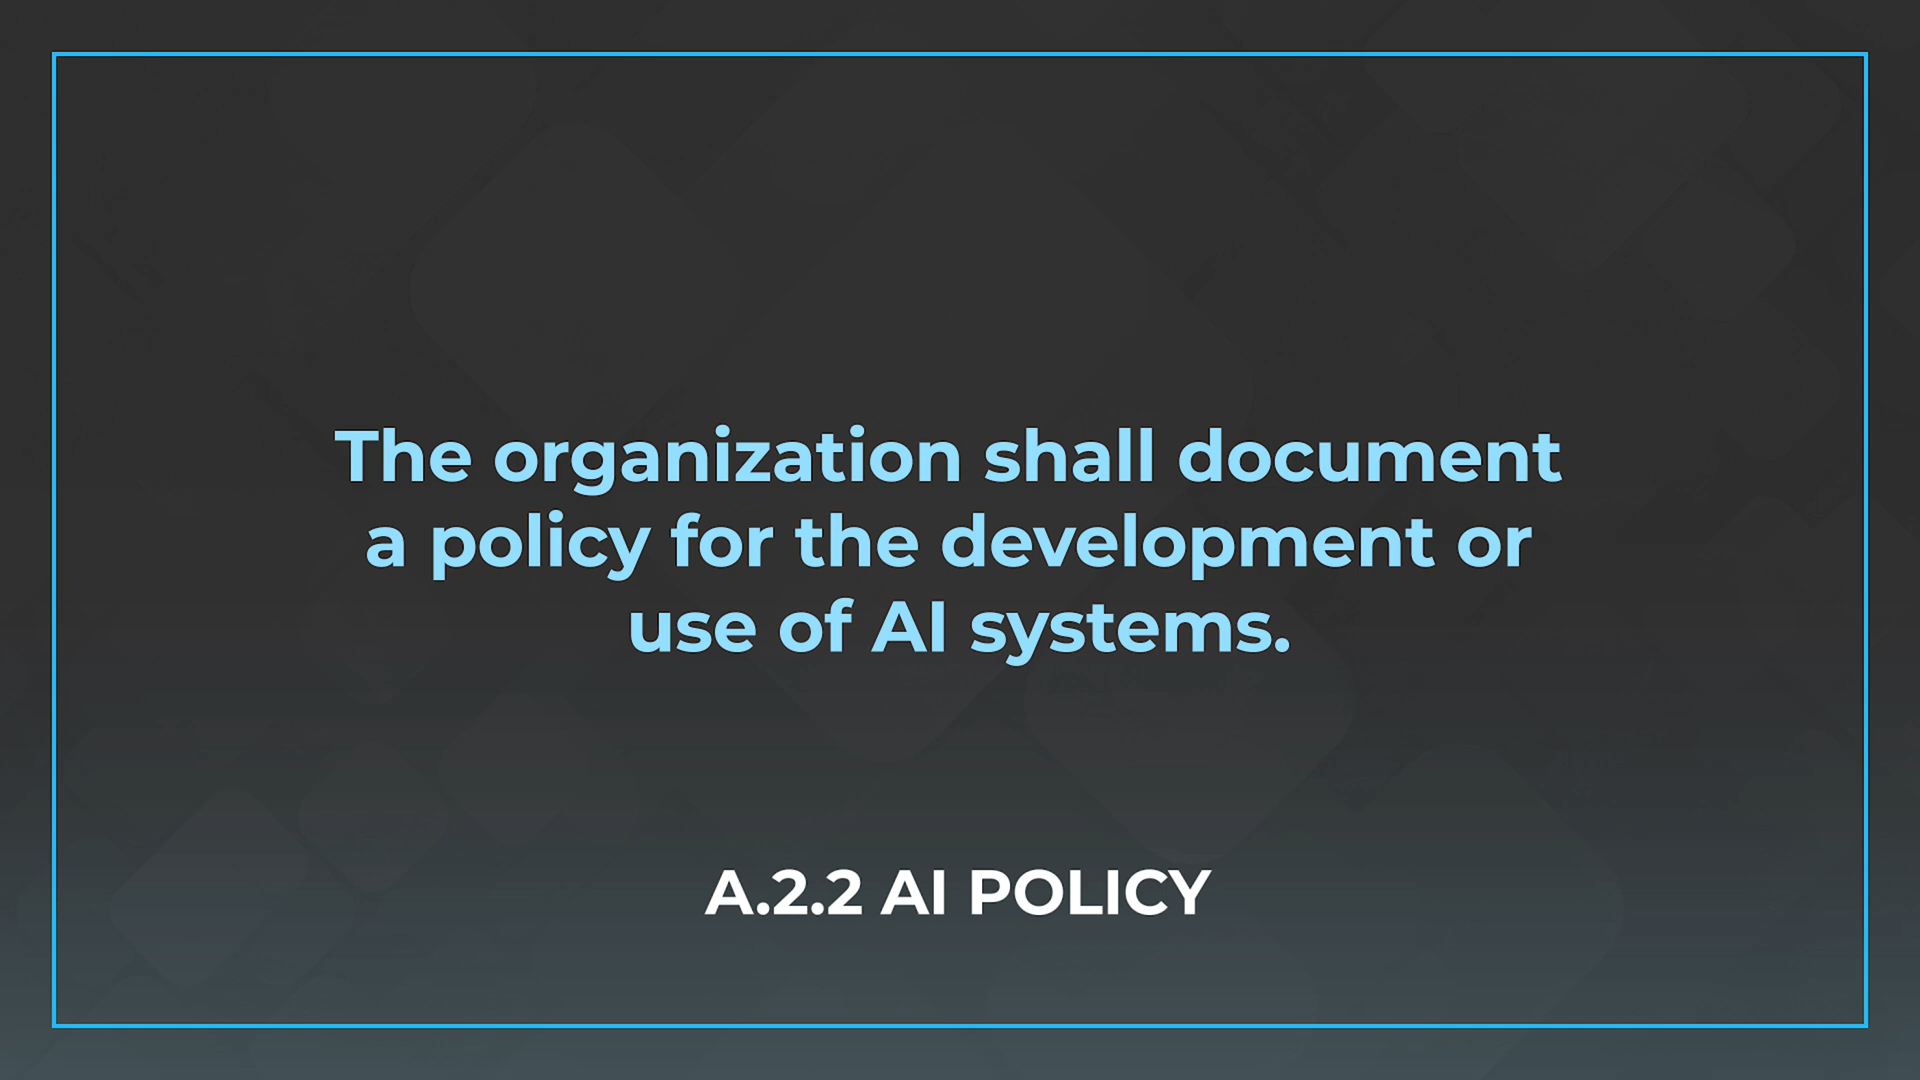 The organization shall document
a policy for the development or
use of AI systems.
A.2.2 AI POLICY